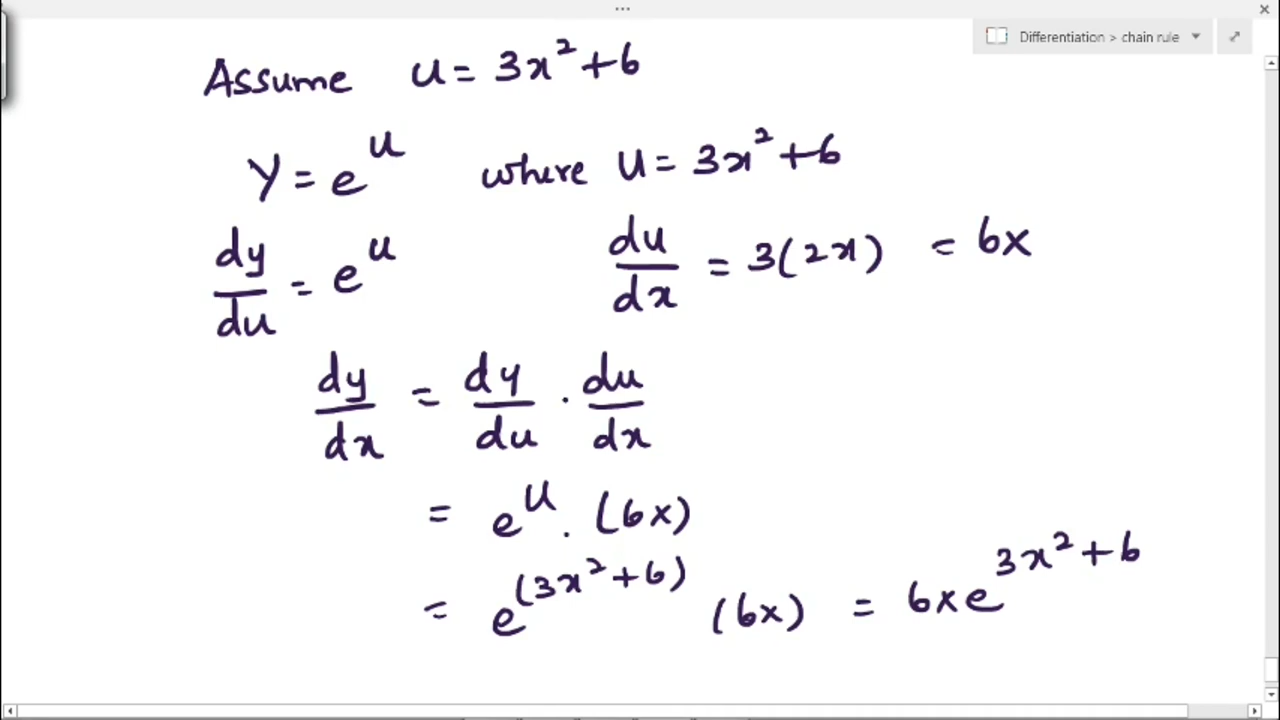 Differentiation > chain rule
Assume u = 3x² + 6
Y = e^u where u = 3x² + 6
dy/du = e^u du/dx = 3(2x) = 6x
dy/dx = dy/du · du/dx
= e^u . (6x)
= e^(3x² + 6) (6x) = 6xe^3x² + 6